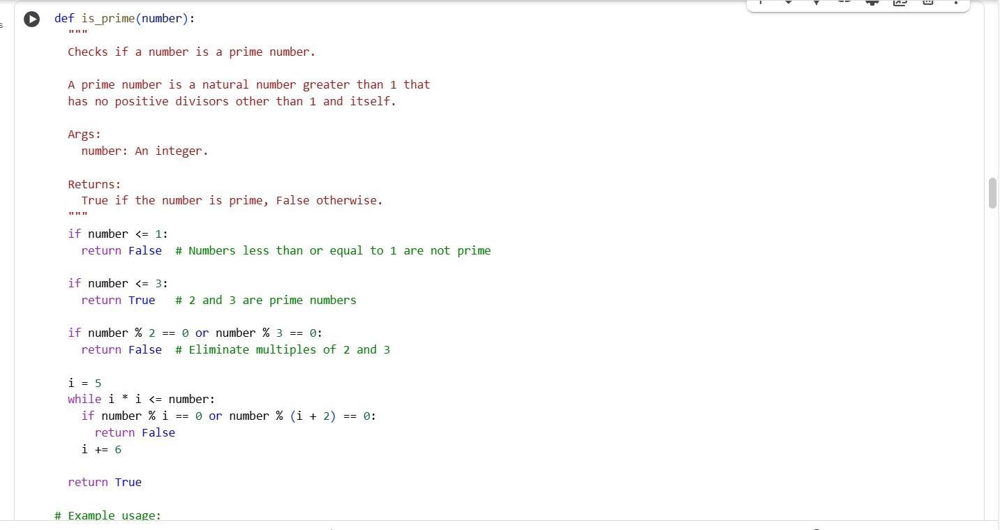 def is_prime(number):
"""
Checks if a number is a prime number.
A prime number is a natural number greater than 1 that
has no positive divisors other than 1 and itself.
Args:
number: An integer.
Returns:
True if the number is prime, False otherwise.
"""
if number <= 1:
return False # Numbers less than or equal to 1 are not prime
if number <= 3:
return True # 2 and 3 are prime numbers
if number % 2 == 0 or number % 3 == 0:
return False # Eliminate multiples of 2 and 3
i = 5
while i * i <= number:
if number % i == 0 or number % (i + 2) == 0:
return False
i += 6
return True
# Example usage: